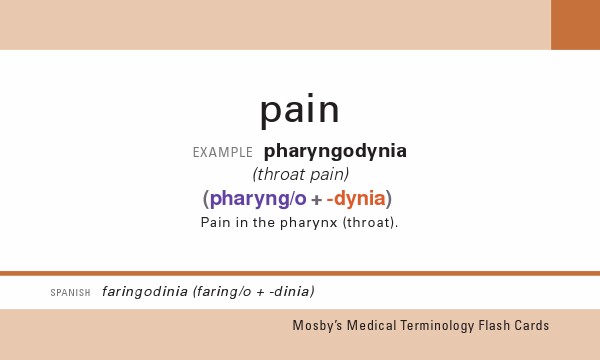 pain
EXAMPLE pharyngodynia
(throat pain)
(pharyng/o + -dynia)
Pain in the pharynx (throat).
SPANISH faringodinia (faring/o + -dinia)
Mosby's Medical Terminology Flash Cards